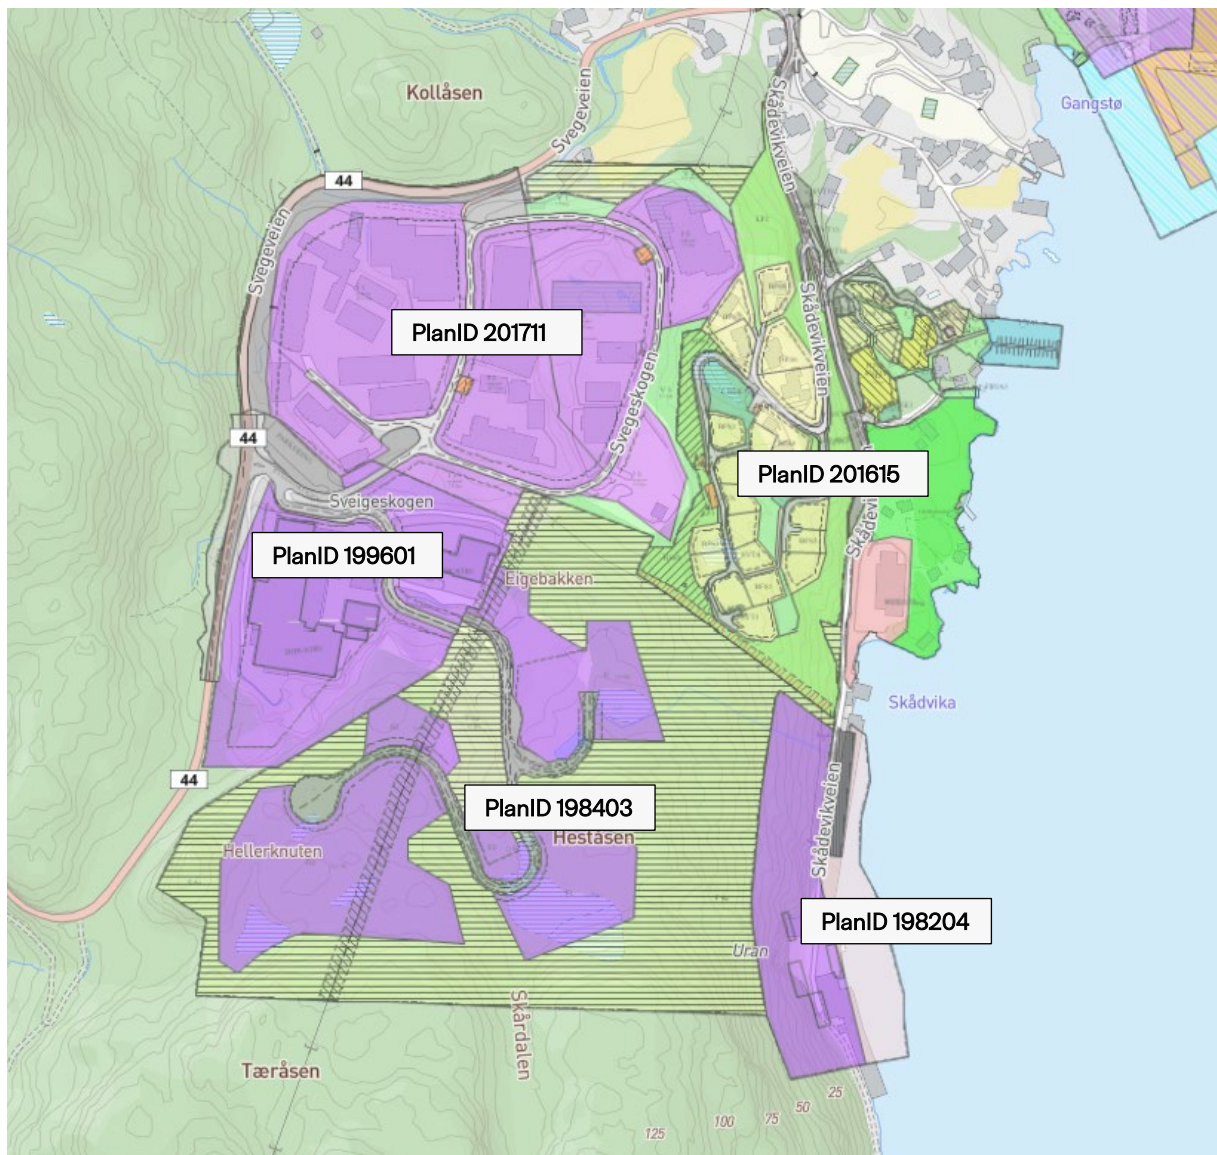 Kollåsen
Gangstø
Svegeveien
Skådevikveien
44
Svegeveien
Skådevikveien
PlanID 201711
Svegeskogen
44
PlanID 201615
Sveigeskogen
PlanID 199601
Eigebakken
Skådvika
44
Skådevikveien
PlanID 198403
Hellerknuten
Heståsen
PlanID 198204
Uran
Skårdalen
Tæråsen
25
50
75
100
125